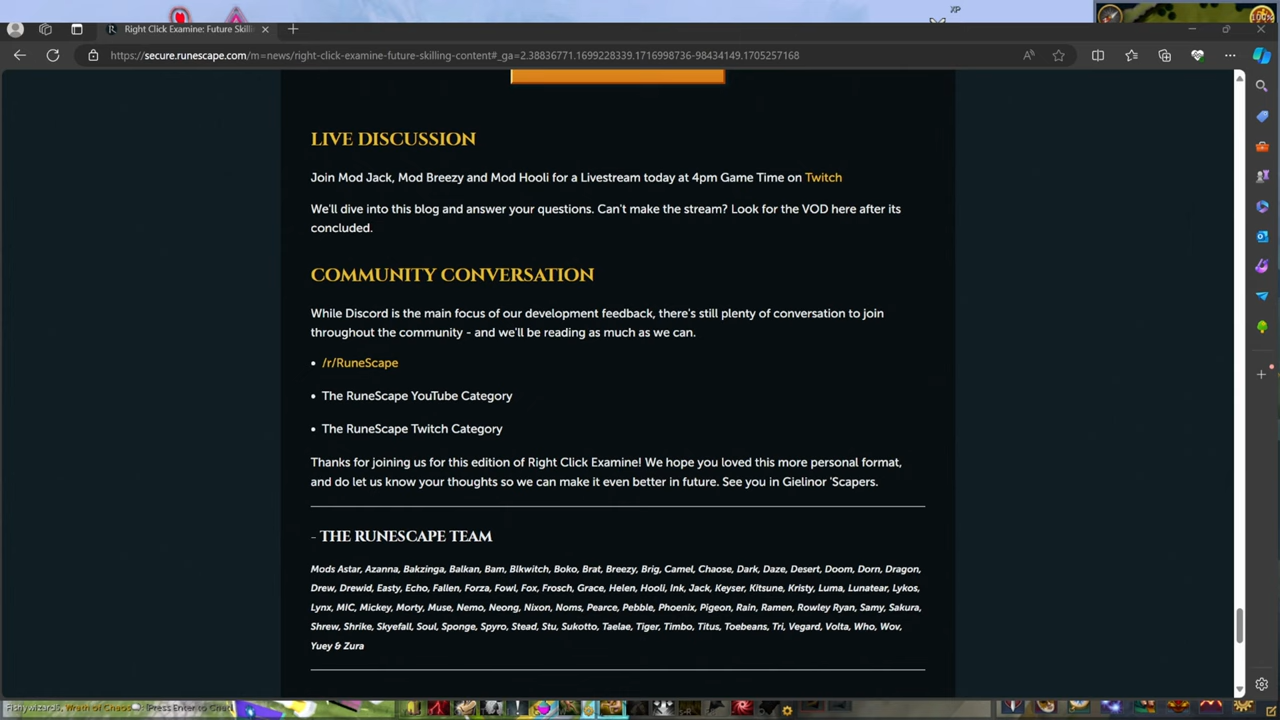 XP
100%
Right Click Examine: Future Skilli
https://secure.runescape.com/m=news/right-click-examine-future-skilling-content#_ga=2.38836771.1699228339.1716998736-98434149.1705257168
LIVE DISCUSSION
Join Mod Jack, Mod Breezy and Mod Hooli for a Livestream today at 4pm Game Time on Twitch
We'll dive into this blog and answer your questions. Can't make the stream? Look for the VOD here after its
concluded.
COMMUNITY CONVERSATION
While Discord is the main focus of our development feedback, there's still plenty of conversation to join
throughout the community - and we'll be reading as much as we can.
• /r/RuneScape
• The RuneScape YouTube Category
• The RuneScape Twitch Category
Thanks for joining us for this edition of Right Click Examine! We hope you loved this more personal format,
and do let us know your thoughts so we can make it even better in future. See you in Gielinor 'Scapers.
- THE RUNESCAPE TEAM
Mods Astar, Azanna, Bakzinga, Balkan, Bam, Blkwitch, Boko, Brat, Breezy, Brig, Camel, Chaose, Dark, Daze, Desert, Doom, Dorn, Dragon,
Drew, Drewid, Easty, Echo, Fallen, Forza, Fowl, Fox, Frosch, Grace, Helen, Hooli, Ink, Jack, Keyser, Kitsune, Kristy, Luma, Lunatear, Lykos,
Lynx, MIC, Mickey, Morty, Muse, Nemo, Neong, Nixon, Noms, Pearce, Pebble, Phoenix, Pigeon, Rain, Ramen, Rowley Ryan, Samy, Sakura,
Shrew, Shrike, Skyefall, Soul, Sponge, Spyro, Stead, Stu, Sukotto, Taelae, Tiger, Timbo, Titus, Toebeans, Tri, Vegard, Volta, Who, Wov,
Yuey & Zura
Wrath of Chaos [Press Enter to Chat]